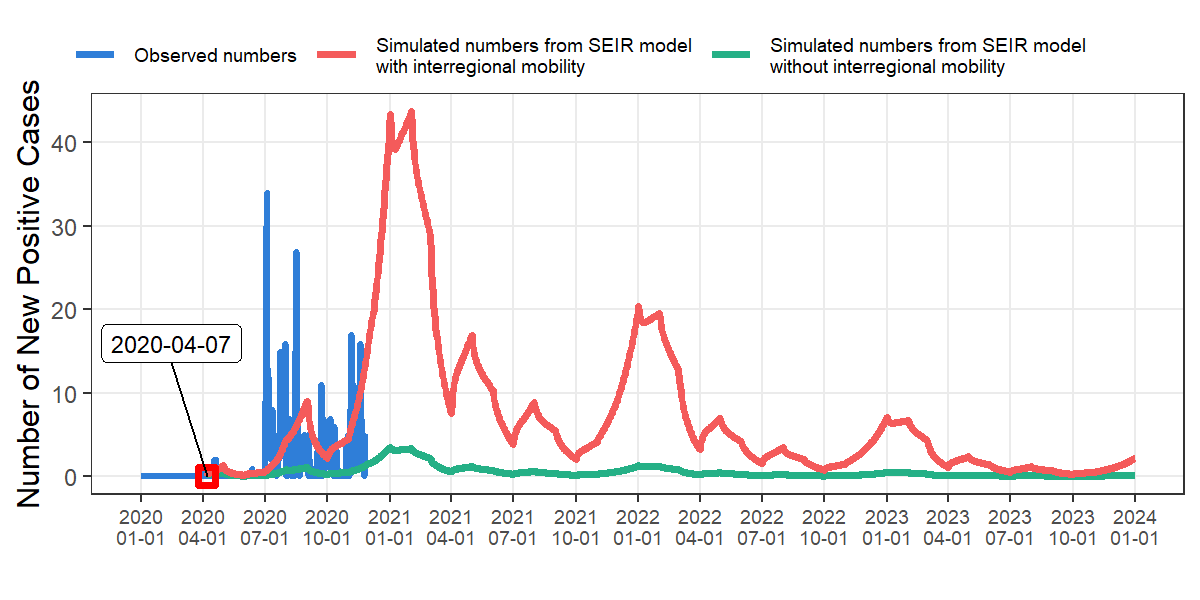 Observed numbers
Simulated numbers from SEIR model
with interregional mobility
Simulated numbers from SEIR model
without interregional mobility
Number of New Positive Cases
40
30
20
10
0
2020-04-07
2020 2020 2020 2020 2021 2021 2021 2021 2022 2022 2022 2022 2023 2023 2023 2023 2024
01-01 04-01 07-01 10-01 01-01 04-01 07-01 10-01 01-01 04-01 07-01 10-01 01-01 04-01 07-01 10-01 01-01